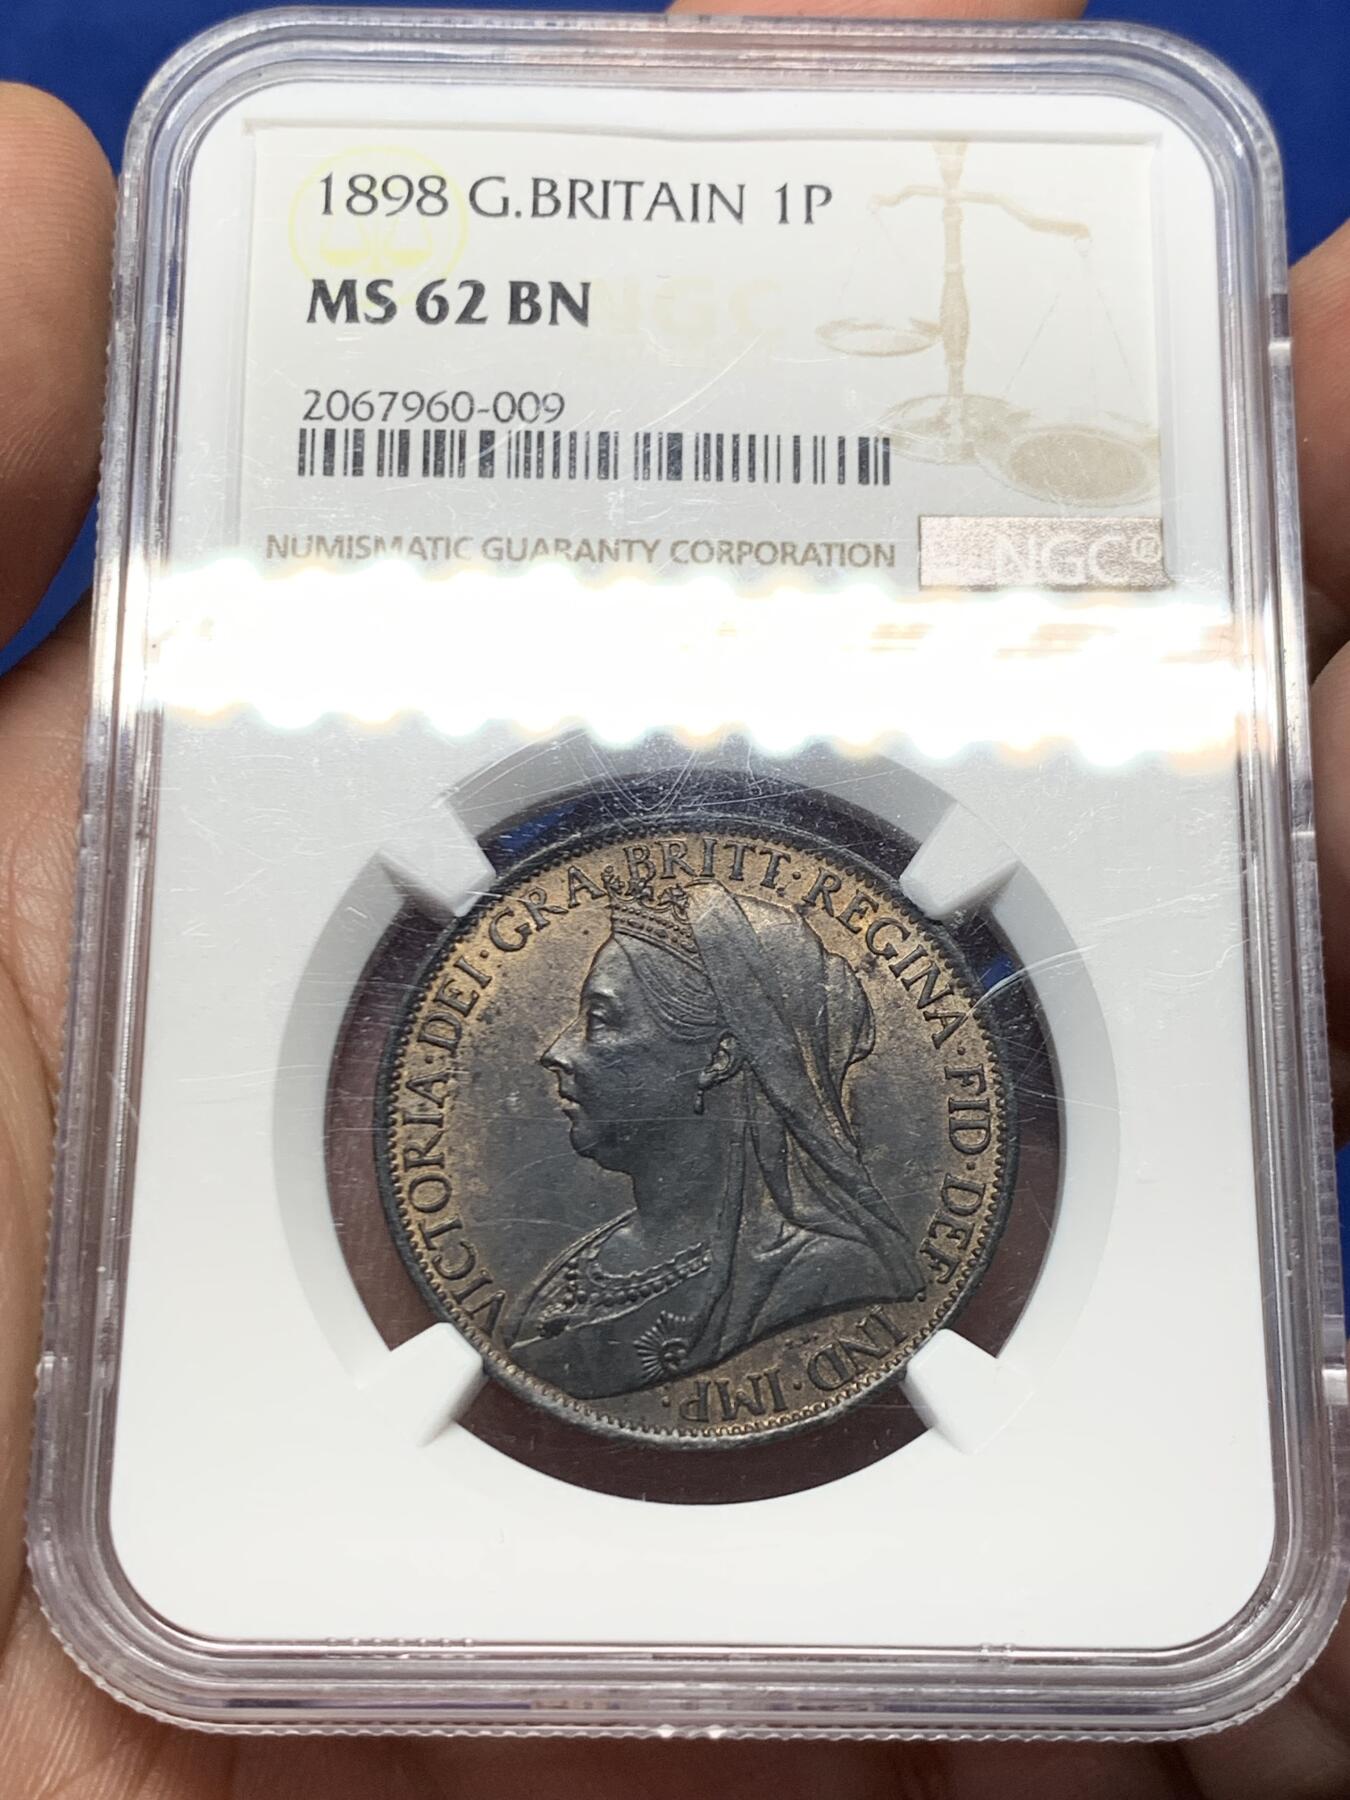 1898 G.BRITAIN 1P
MS 62 BN
NGC
2067960-009
NUMISMATIC GUARANTY CORPORATION
NGC®
VICTORIA·DEI·GRA·BRITT·REGINA·FID·DEF·IND·IMP·